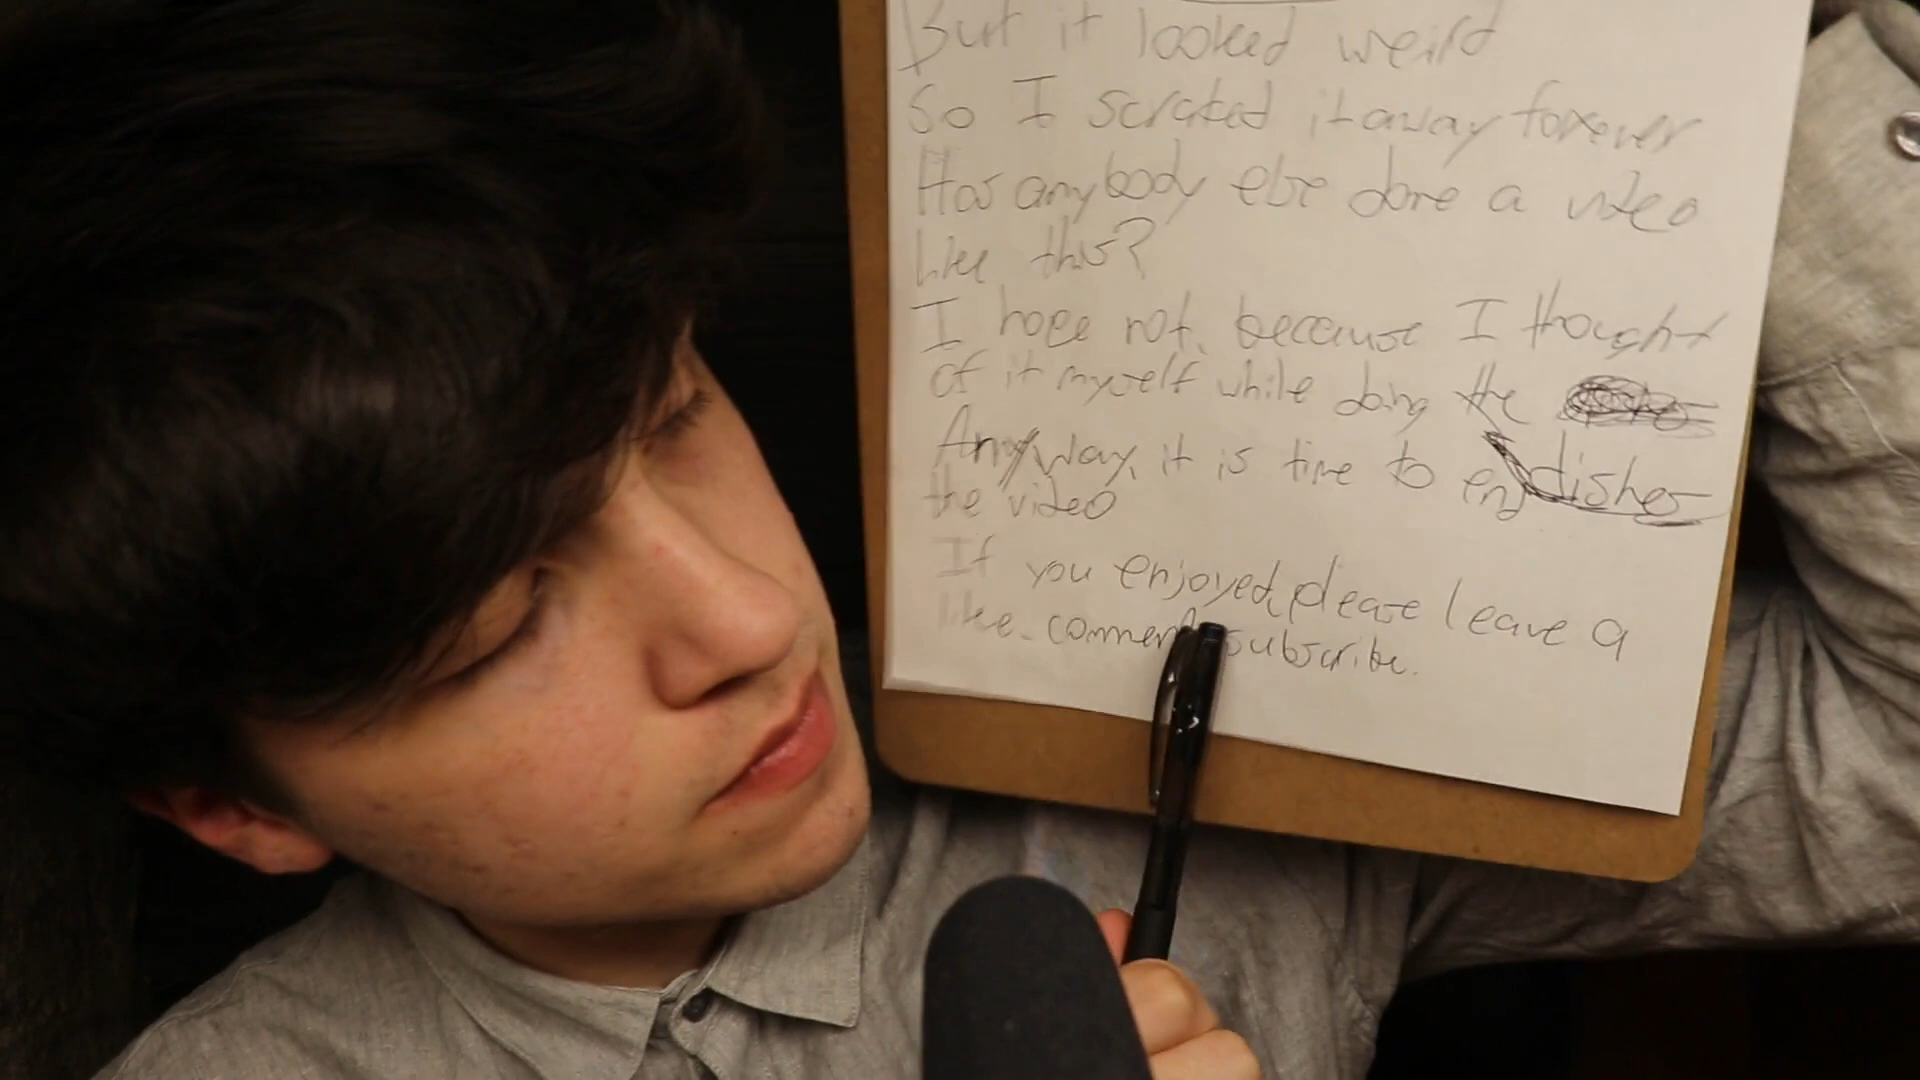 But it looked weird
So I scrated it away forever
Has anybody else done a video
like this?
I hope not, because I thought
of it myself while doing the
dishes
Anyway, it is time to end
the video
If you enjoyed, please leave a
like, comment, subscribe.